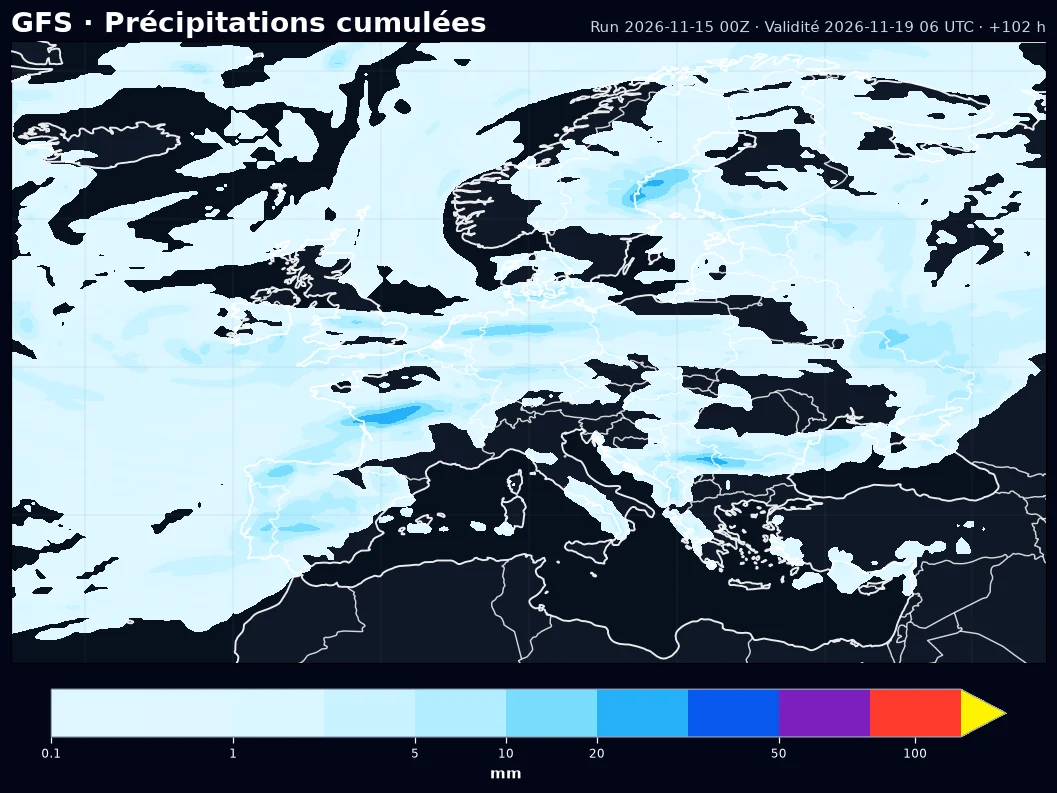 GFS · Précipitations cumulées
Run 2026-11-15 00Z · Validité 2026-11-19 06 UTC · +102 h
0.1 1 5 10 20 50 100
mm